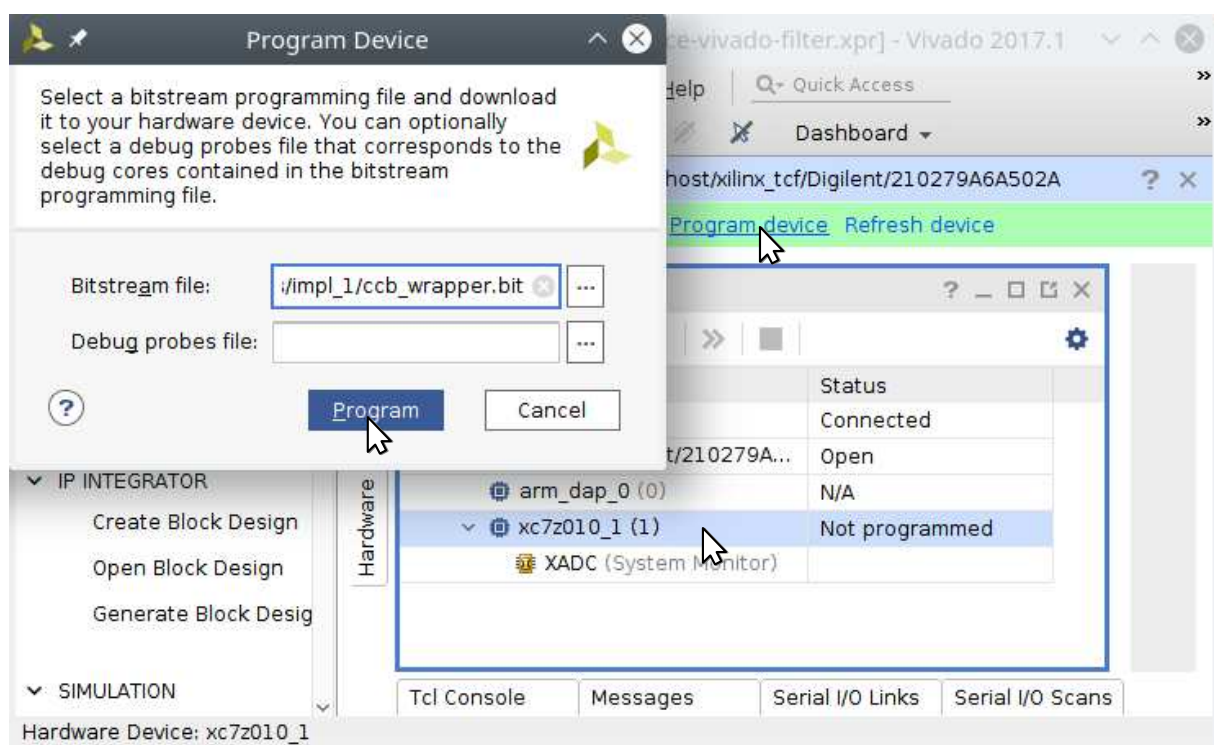 Program Device
ce-vivado-filter.xpr] - Vivado 2017.1
Select a bitstream programming file and download
it to your hardware device. You can optionally
select a debug probes file that corresponds to the
debug cores contained in the bitstream
programming file.
Help
Quick Access
Dashboard
host/xilinx_tcf/Digilent/210279A6A502A
Program device Refresh device
Bitstream file:
/impl_1/ccb_wrapper.bit
Debug probes file:
Program
Cancel
Status
Connected
t/210279A...
Open
arm_dap_0 (0)
N/A
xc7z010_1 (1)
Not programmed
XADC (System Monitor)
Hardware
IP INTEGRATOR
Create Block Design
Open Block Design
Generate Block Desig
SIMULATION
Tcl Console
Messages
Serial I/O Links
Serial I/O Scans
Hardware Device: xc7z010_1